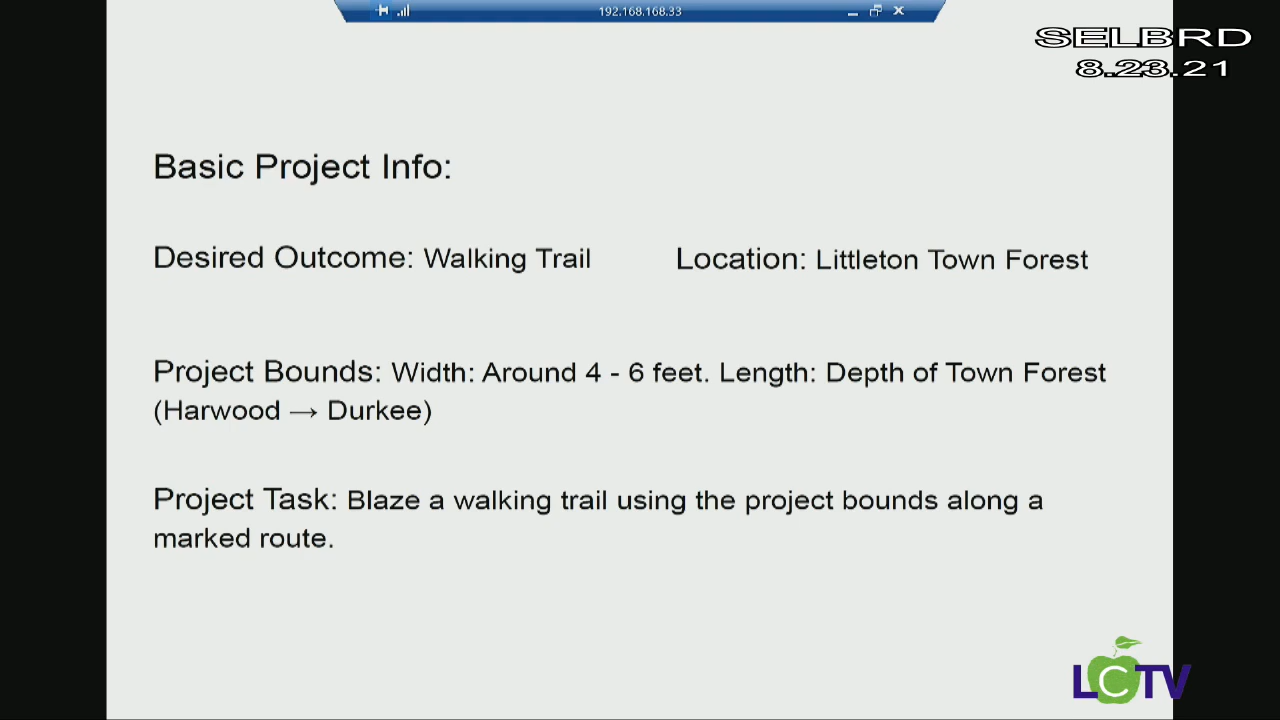 192.168.168.33
SELBRD
8.23.21
Basic Project Info:
Desired Outcome: Walking Trail
Location: Littleton Town Forest
Project Bounds: Width: Around 4 - 6 feet. Length: Depth of Town Forest
(Harwood → Durkee)
Project Task: Blaze a walking trail using the project bounds along a
marked route.
LCTV